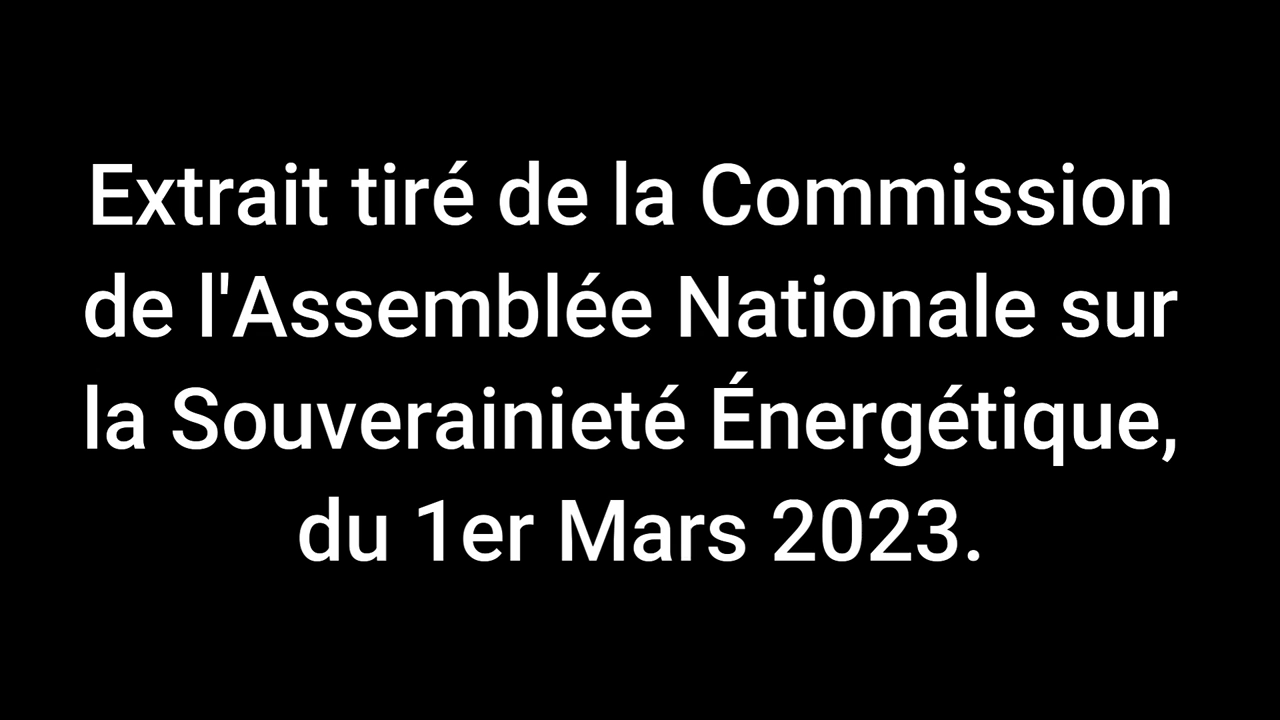 Extrait tiré de la Commission
de l'Assemblée Nationale sur
la Souverainieté Énergétique,
du 1er Mars 2023.